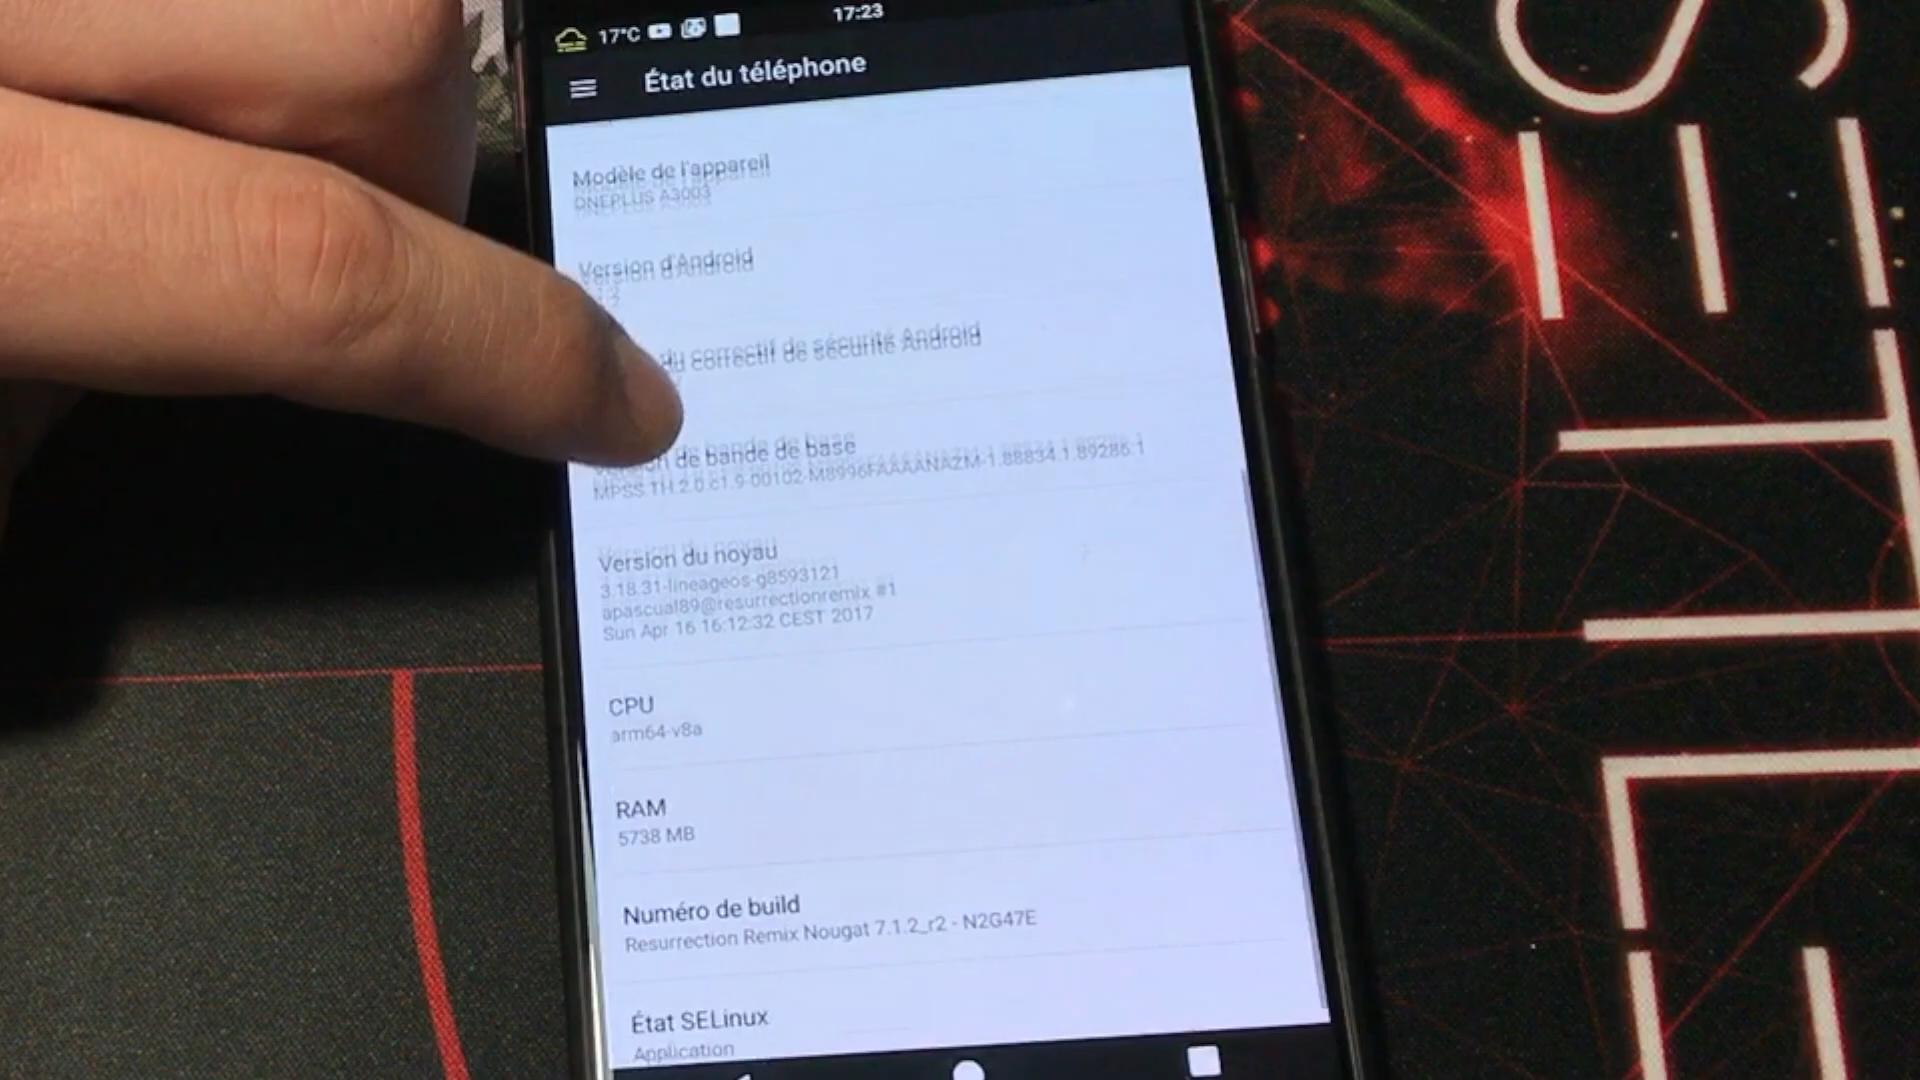 17°C
17:23
État du téléphone
Modèle de l'appareil
ONEPLUS A3003
Version d'Android
du correctif de sécurité Android
de bande de base
MPSS.TH.2.0.c1.9-00102-M8996FAAAANAZM-1.88834.1.89286.1
Version du noyau
3.18.31-lineageos-g8593121
apascual89@resurrectionremix #1
Sun Apr 16 16:12:32 CEST 2017
CPU
arm64-v8a
RAM
5738 MB
Numéro de build
Resurrection Remix Nougat 7.1.2_r2 - N2G47E
État SELinux
Application